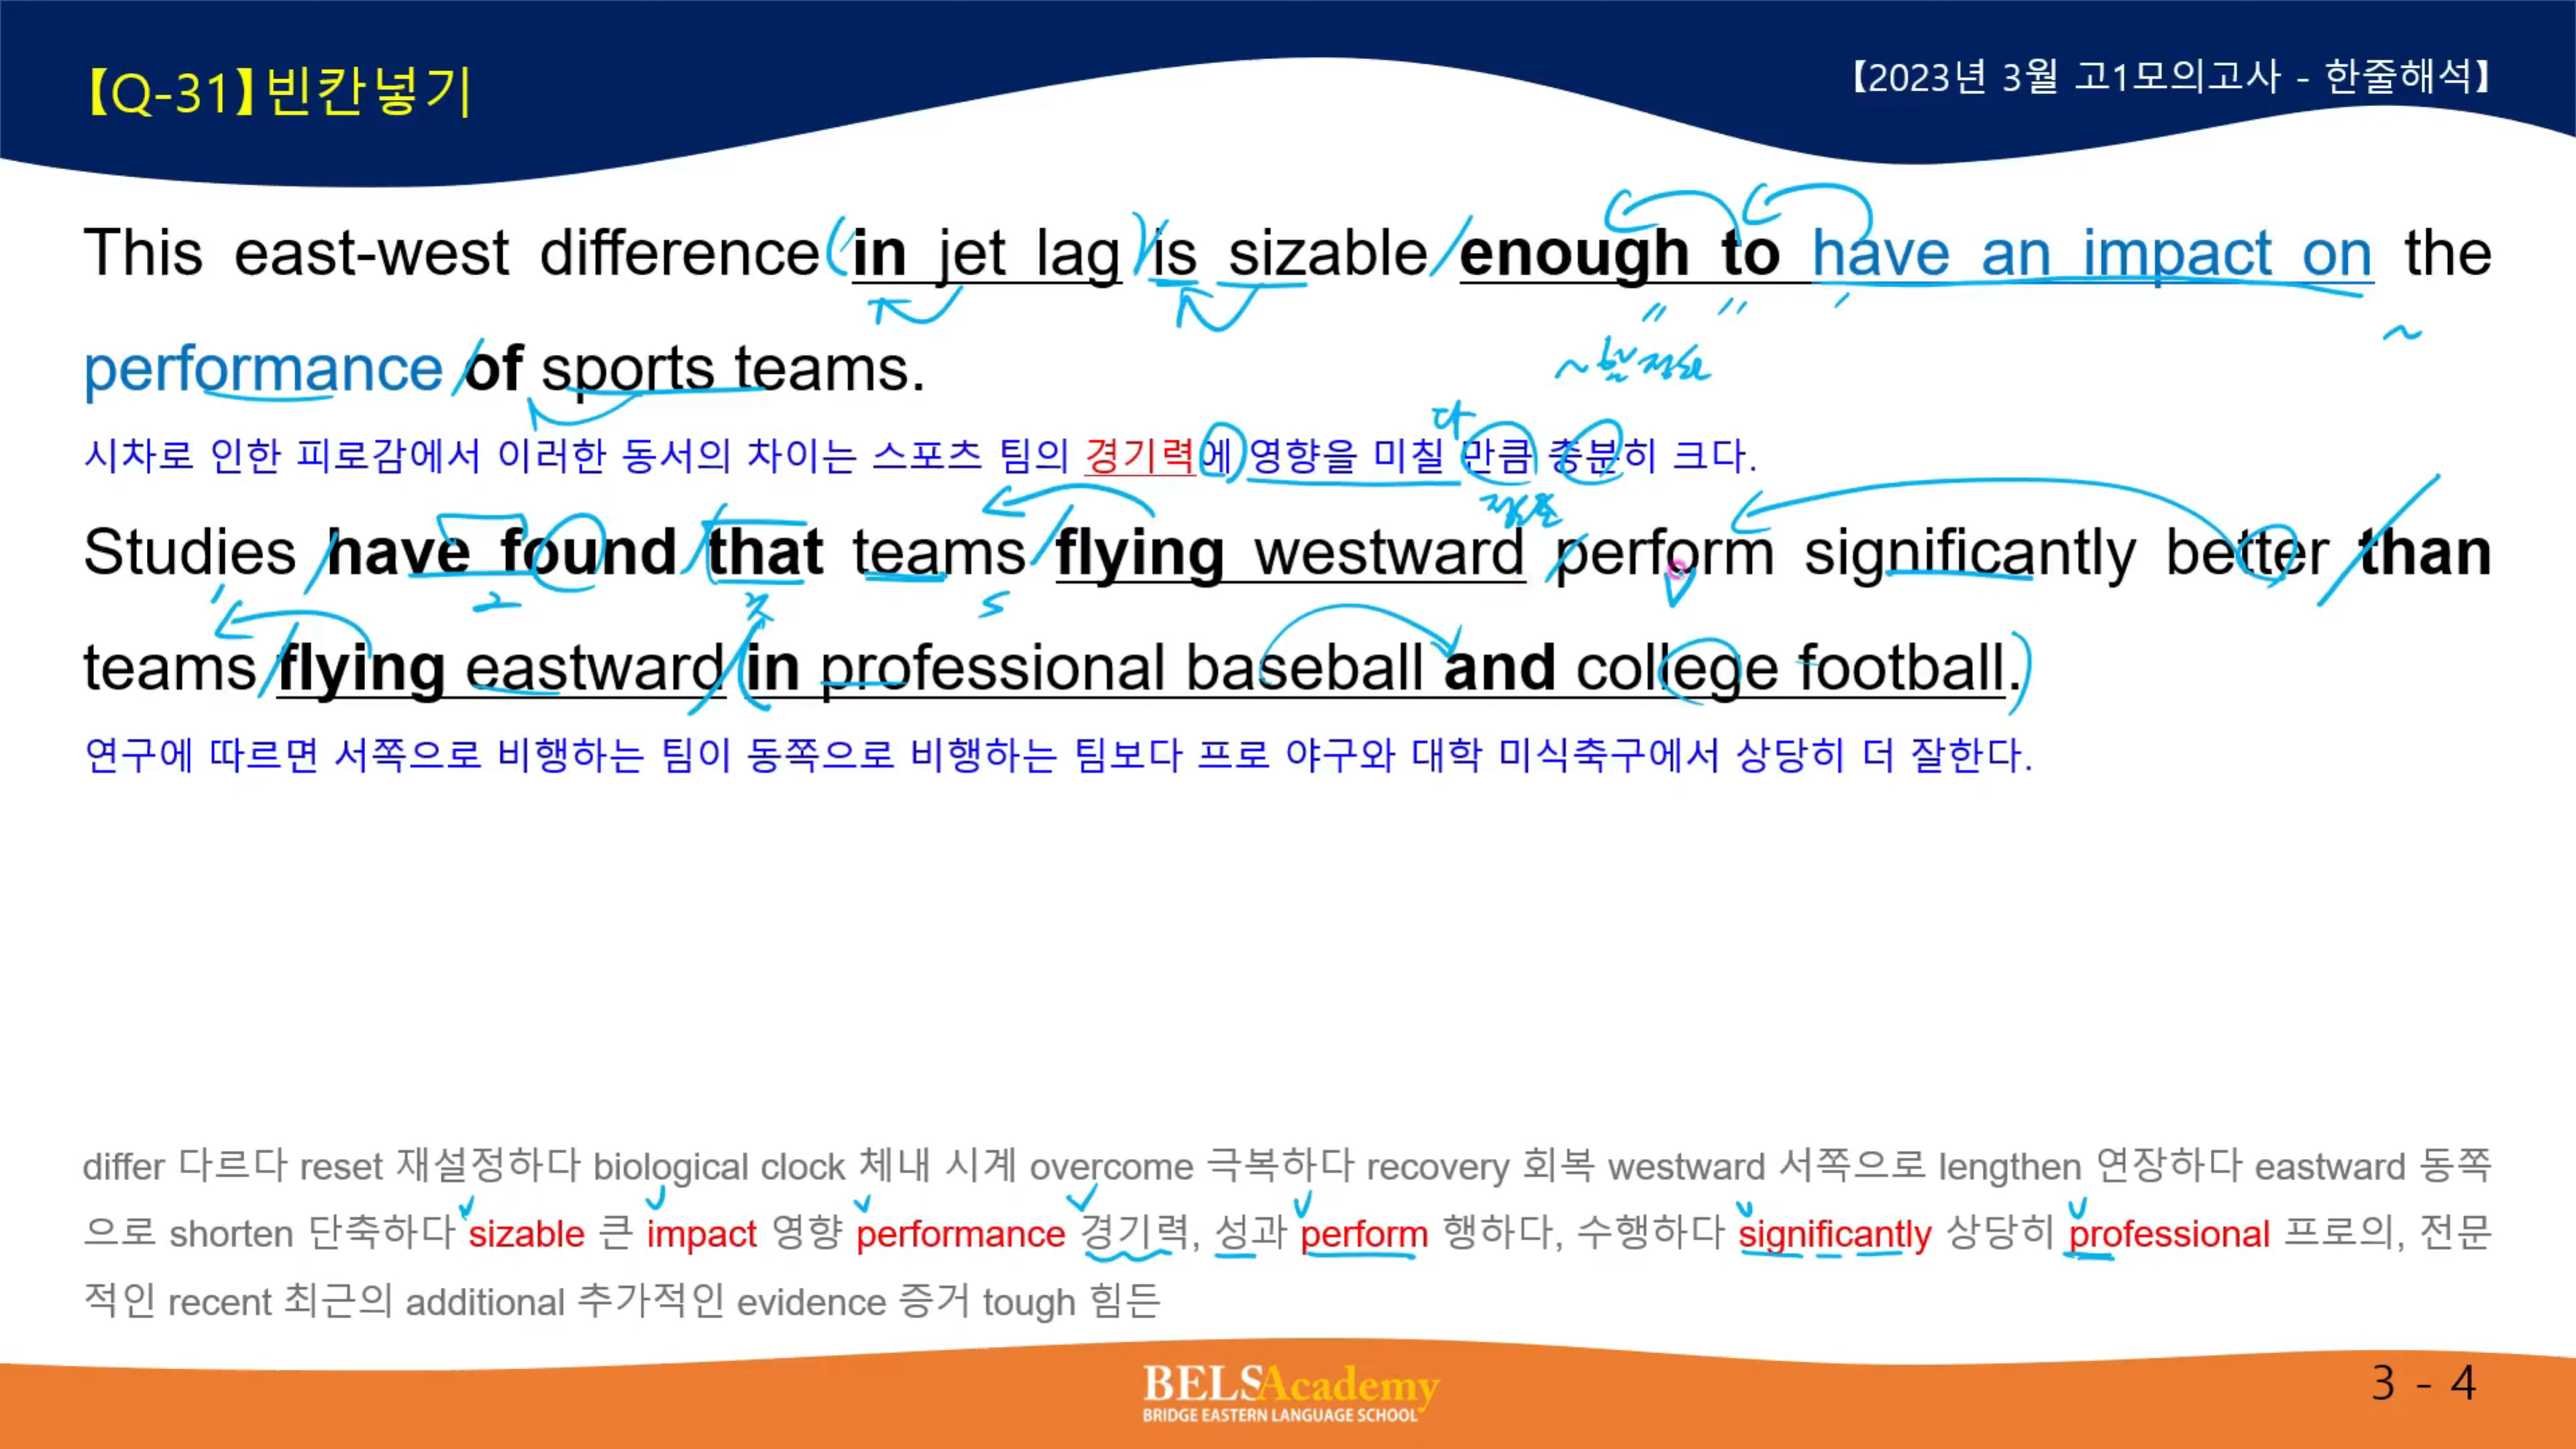 【Q-31】빈칸넣기
【2023년 3월 고1모의고사 - 한줄해석】
This east-west difference in jet lag is sizable enough to have an impact on the
~할 정도로
performance of sports teams.
다
시차로 인한 피로감에서 이러한 동서의 차이는 스포츠 팀의 경기력에 영향을 미칠 만큼 충분히 크다.
Studies have found that teams flying westward perform significantly better than
2
S
teams flying eastward in professional baseball and college football.
연구에 따르면 서쪽으로 비행하는 팀이 동쪽으로 비행하는 팀보다 프로 야구와 대학 미식축구에서 상당히 더 잘한다.
differ 다르다 reset 재설정하다 biological clock 체내 시계 overcome 극복하다 recovery 회복 westward 서쪽으로 lengthen 연장하다 eastward 동쪽
으로 shorten 단축하다 sizable 큰 impact 영향 performance 경기력, 성과 perform 행하다, 수행하다 significantly 상당히 professional 프로의, 전문
적인 recent 최근의 additional 추가적인 evidence 증거 tough 힘든
BELSAcademy
BRIDGE EASTERN LANGUAGE SCHOOL
3 - 4